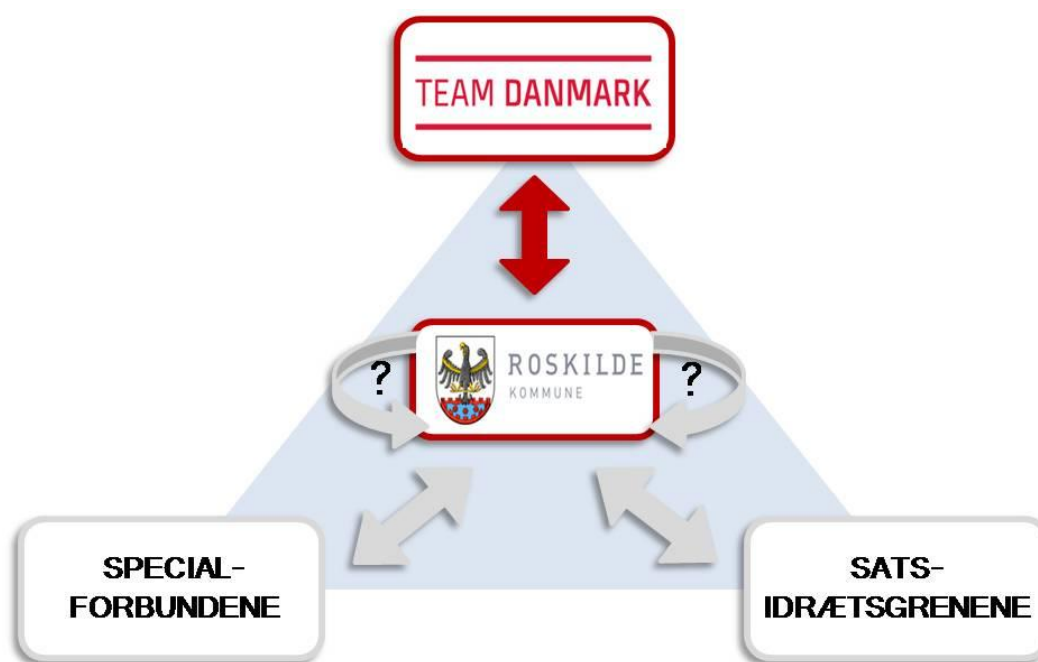 TEAM DANMARK
ROSKILDE
KOMMUNE
?
?
SPECIAL-
FORBUNDENE
SATS-
IDRÆTSGRENENE